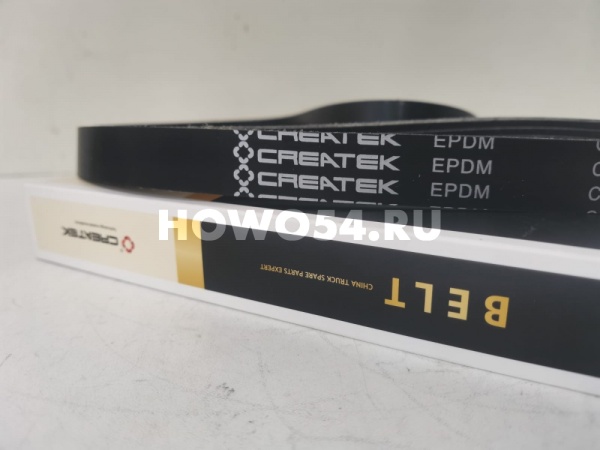 CREATEK EPDM
CREATEK EPDM C
CREATEK EPDM C
HOWO54.RU
CREATEK
BELT
CHINA TRUCK SPARE PARTS EXPERT